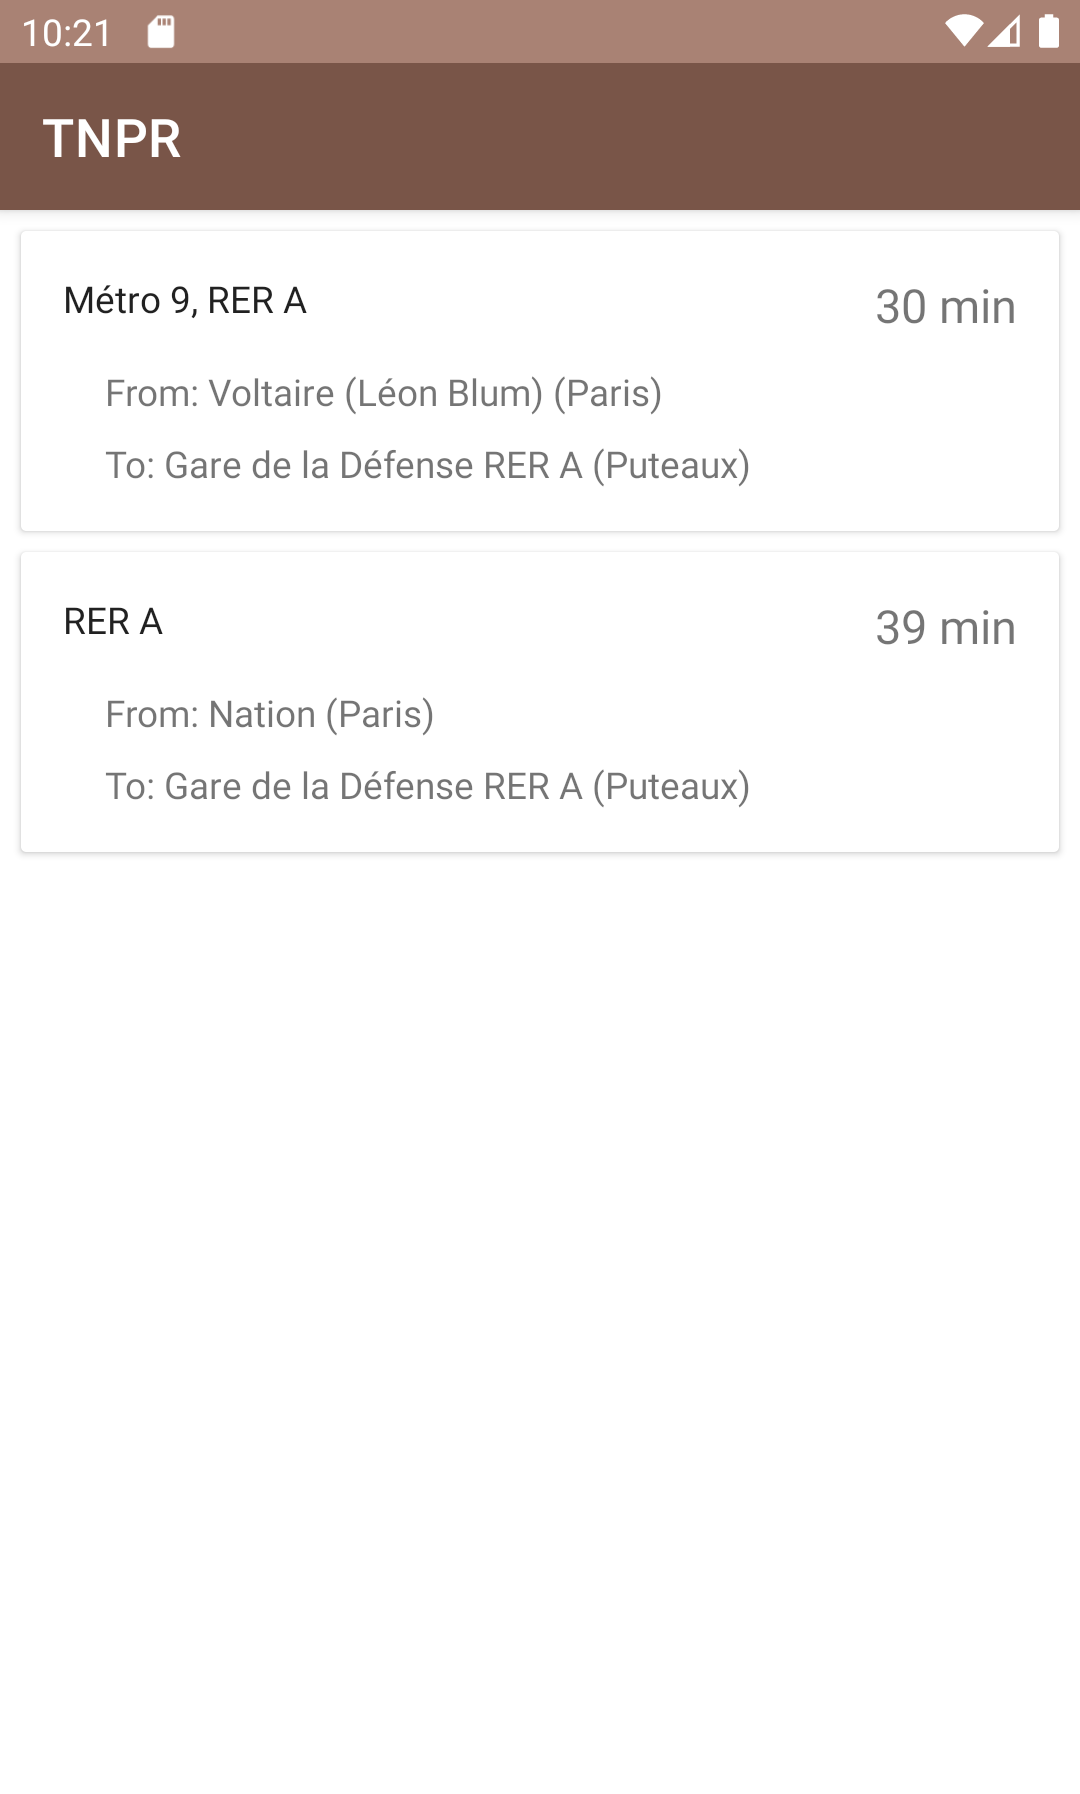 10:21
TNPR
Métro 9, RER A
30 min
From: Voltaire (Léon Blum) (Paris)
To: Gare de la Défense RER A (Puteaux)
RER A
39 min
From: Nation (Paris)
To: Gare de la Défense RER A (Puteaux)